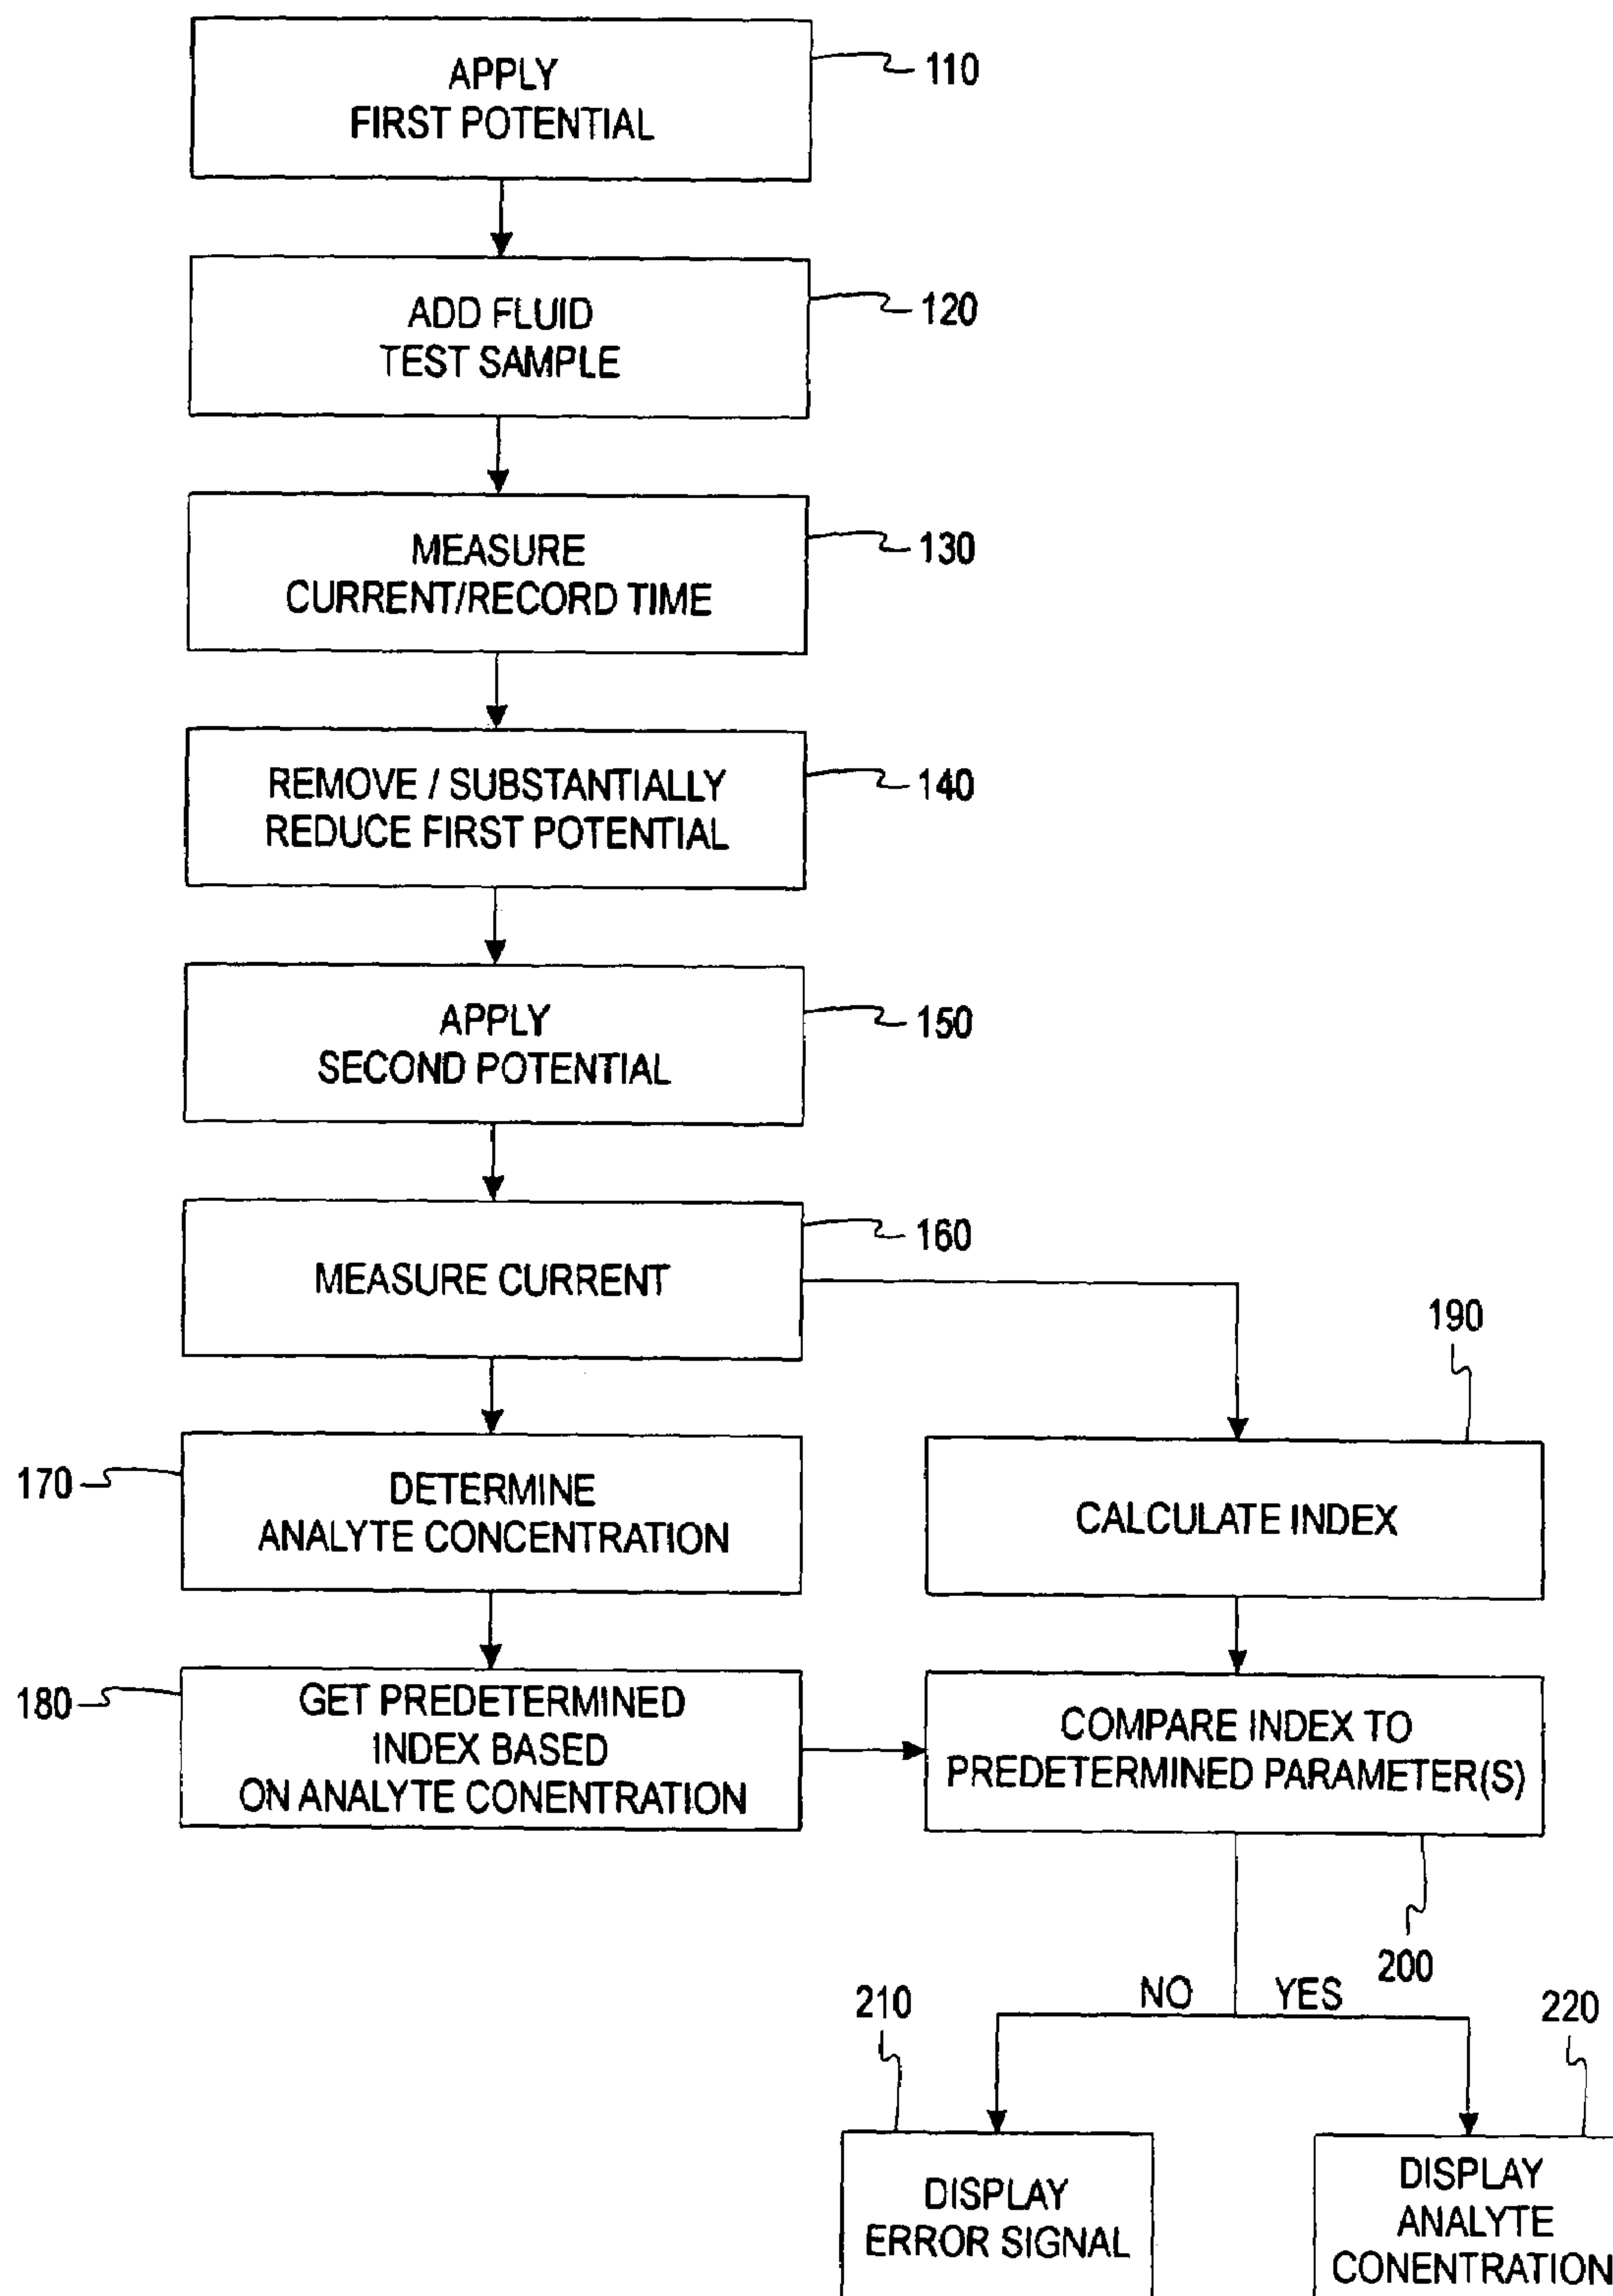 APPLY
FIRST POTENTIAL
110
ADD FLUID
TEST SAMPLE
120
MEASURE
CURRENT/RECORD TIME
130
REMOVE / SUBSTANTIALLY
REDUCE FIRST POTENTIAL
140
APPLY
SECOND POTENTIAL
150
MEASURE CURRENT
160
190
170
DETERMINE
ANALYTE CONCENTRATION
CALCULATE INDEX
180
GET PREDETERMINED
INDEX BASED
ON ANALYTE CONENTRATION
COMPARE INDEX TO
PREDETERMINED PARAMETER(S)
200
NO
YES
210
220
DISPLAY
ERROR SIGNAL
DISPLAY
ANALYTE
CONENTRATION